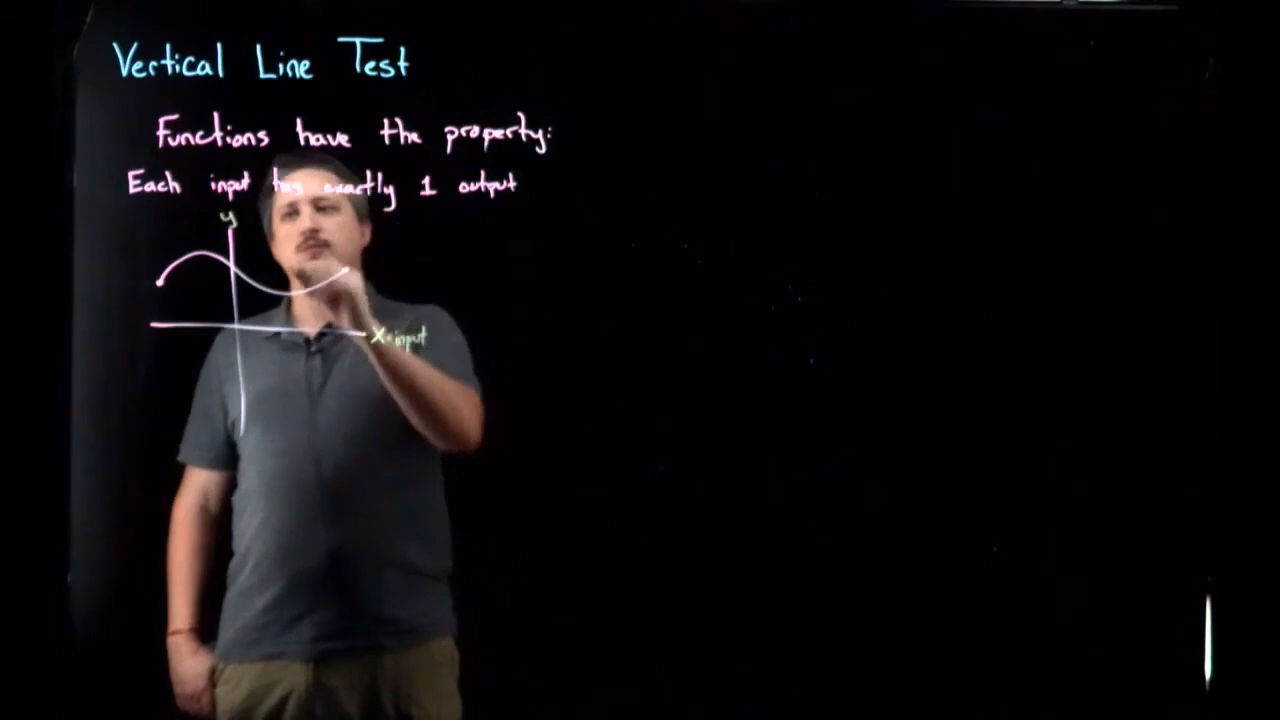 Vertical Line Test
Functions have the property:
Each input has exactly 1 output
y
x=input